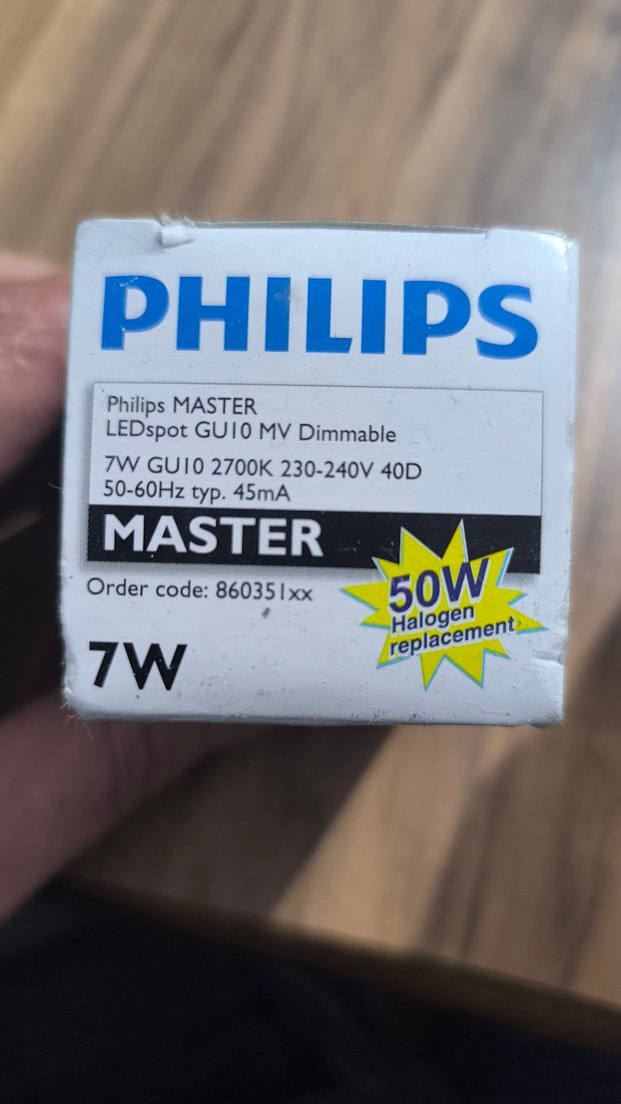 PHILIPS
Philips MASTER
LEDspot GU10 MV Dimmable
7W GU10 2700K 230-240V 40D
50-60Hz typ. 45mA
MASTER
Order code: 860351xx
50W
Halogen
replacement
7W